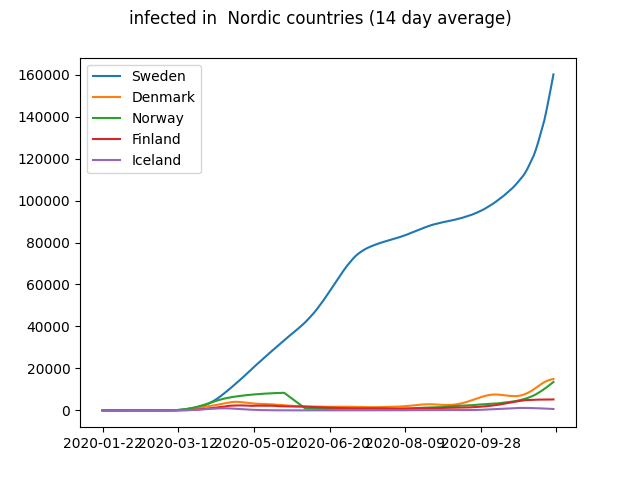 infected in  Nordic countries (14 day average)
160000
140000
120000
100000
80000
60000
40000
20000
0
Sweden
Denmark
Norway
Finland
Iceland
2020-01-22 2020-03-12 2020-05-01 2020-06-20 2020-08-09 2020-09-28